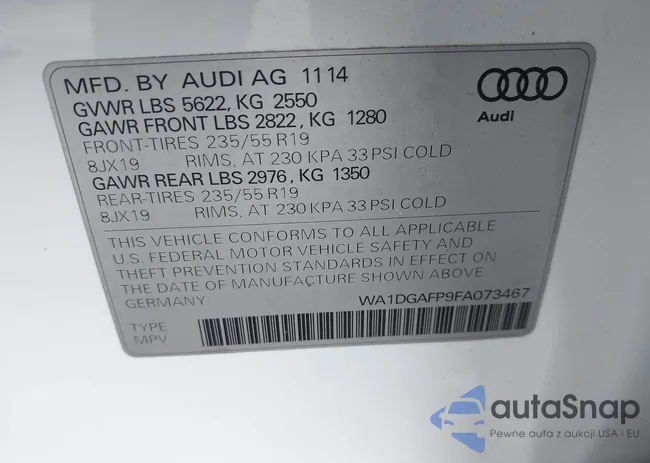 MFD. BY AUDI AG 1114
GVWR LBS 5622, KG 2550
GAWR FRONT LBS 2822, KG 1280
FRONT-TIRES 235/55 R19
8JX19 RIMS, AT 230 KPA 33 PSI COLD
GAWR REAR LBS 2976, KG 1350
REAR-TIRES 235/55 R19
8JX19 RIMS, AT 230 KPA 33 PSI COLD
Audi
THIS VEHICLE CONFORMS TO ALL APPLICABLE
U.S. FEDERAL MOTOR VEHICLE SAFETY AND
THEFT PREVENTION STANDARDS IN EFFECT ON
THE DATE OF MANUFACTURE SHOWN ABOVE
GERMANY WA1DGAFP9FA073467
TYPE
MPV
autaSnap
Pewne auta z aukcji USA i EU